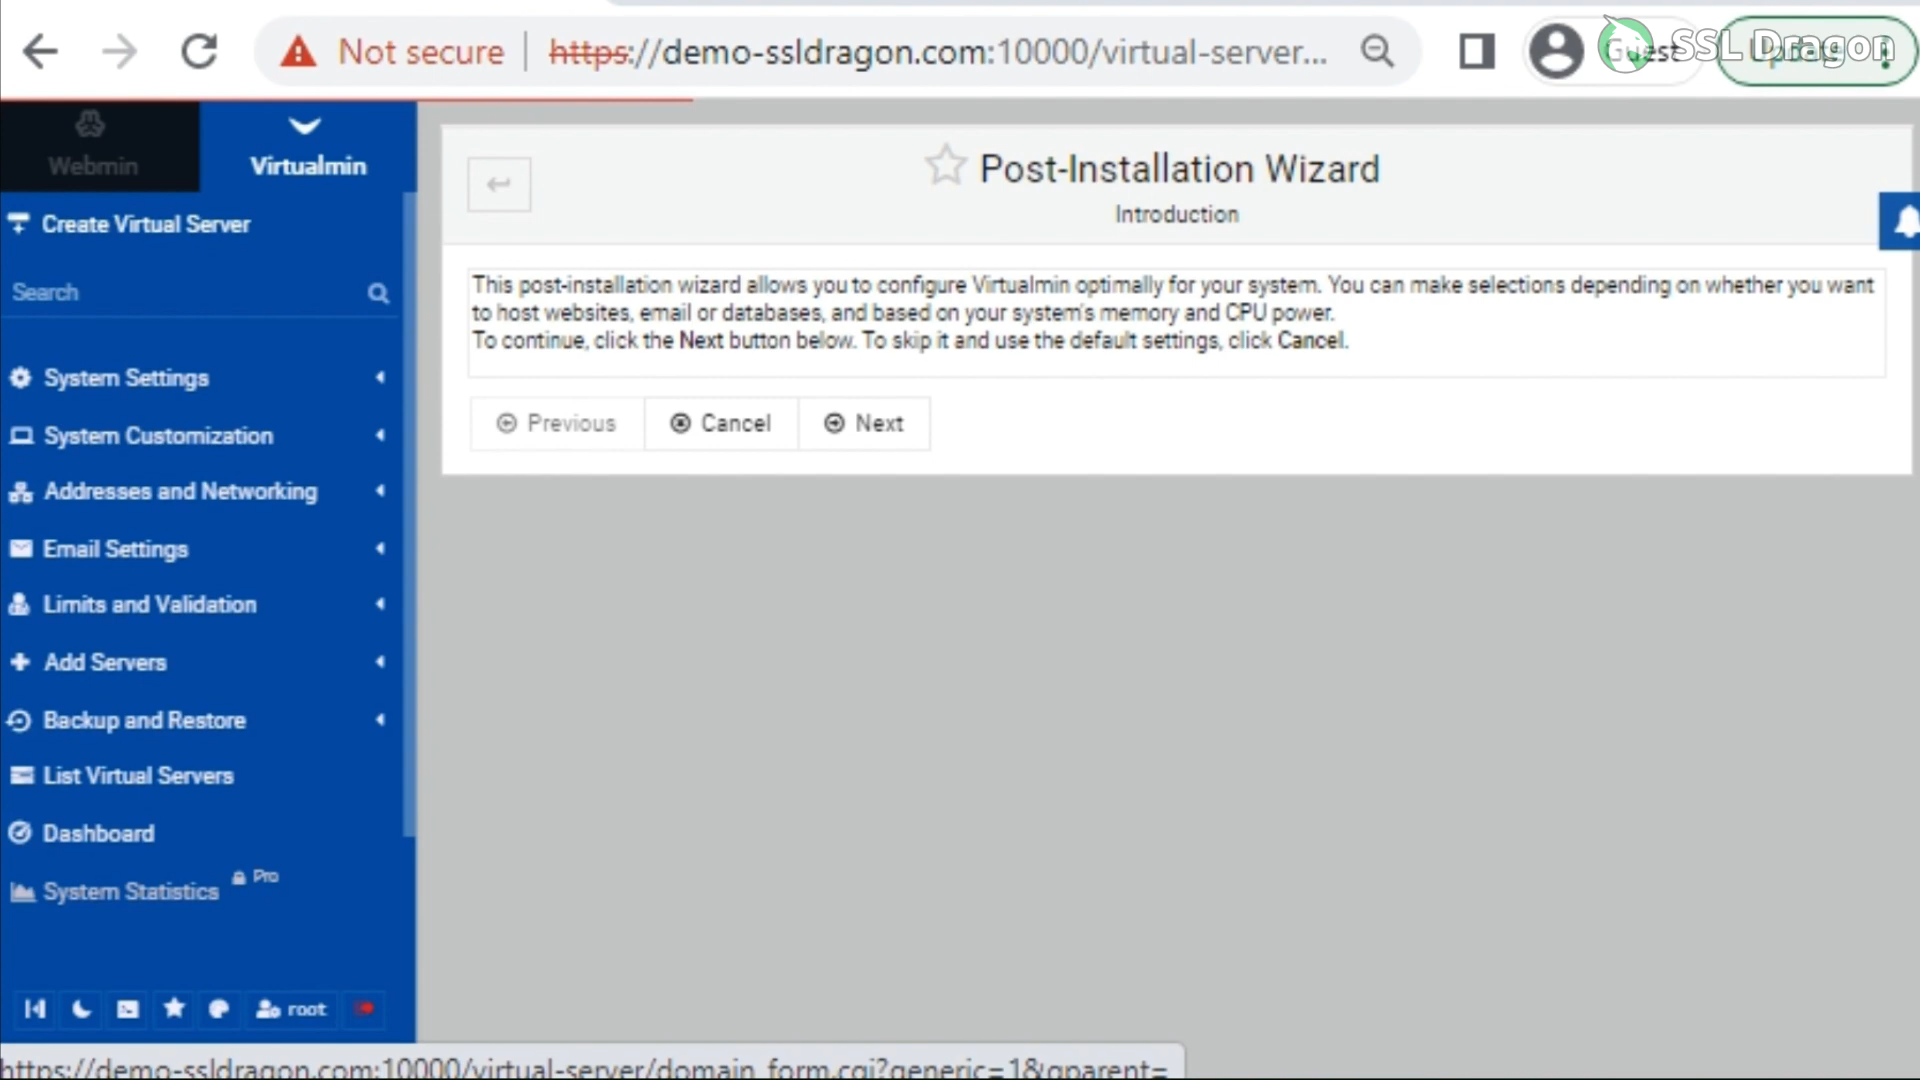 Not secure
https://demo-ssldragon.com:10000/virtual-server...
SSL Dragon
Webmin
Virtualmin
Create Virtual Server
Search
System Settings
System Customization
Addresses and Networking
Email Settings
Limits and Validation
Add Servers
Backup and Restore
List Virtual Servers
Dashboard
System Statistics Pro
root
Post-Installation Wizard
Introduction
This post-installation wizard allows you to configure Virtualmin optimally for your system. You can make selections depending on whether you want
to host websites, email or databases, and based on your system's memory and CPU power.
To continue, click the Next button below. To skip it and use the default settings, click Cancel.
Previous
Cancel
Next
https://demo-ssldragon.com:10000/virtual-server/domain_form.cgi?generic=1&gparent=